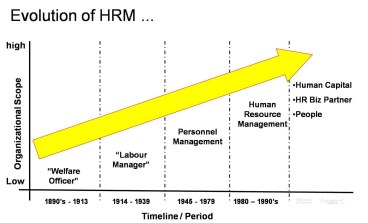 Evolution of HRM ...
high
Organizational Scope
Low
"Welfare
Officer"
"Labour
Manager"
Personnel
Management
Human
Resource
Management
•Human Capital
•HR Biz Partner
•People
1890's - 1913
1914 - 1939
1945 - 1979
1980 – 1990's
Timeline / Period